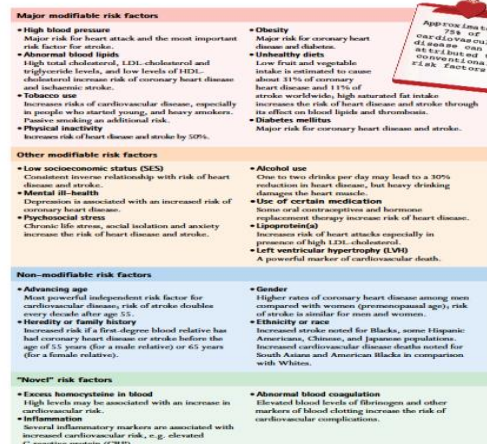 Major modifiable risk factors
• High blood pressure
Major risk for heart attack and the most important
risk factor for stroke.
• Abnormal blood lipids
High total cholesterol, LDL-cholesterol and
triglyceride levels, and low levels of HDL-
cholesterol increase risk of coronary heart disease
and ischaemic stroke.
• Tobacco use
Increases risks of cardiovascular disease, especially
in people who started young, and heavy smokers.
Passive smoking an additional risk.
• Physical inactivity
Increases risk of heart disease and stroke by 50%.
• Obesity
Major risk for coronary heart
disease and diabetes.
• Unhealthy diets
Low fruit and vegetable
intake is estimated to cause
about 31% of coronary
heart disease and 11% of
stroke worldwide; high saturated fat intake
increases the risk of heart disease and stroke through
its effect on blood lipids and thrombosis.
• Diabetes mellitus
Major risk for coronary heart disease and stroke.
Approximate
75% of
cardiovascu
disease can
attributed
conventiona
risk factors
Other modifiable risk factors
• Low socioeconomic status (SES)
Consistent inverse relationship with risk of heart
disease and stroke.
• Mental ill-health
Depression is associated with an increased risk of
coronary heart disease.
• Psychosocial stress
Chronic life stress, social isolation and anxiety
increase the risk of heart disease and stroke.
• Alcohol use
One to two drinks per day may lead to a 30%
reduction in heart disease, but heavy drinking
damages the heart muscle.
• Use of certain medication
Some oral contraceptives and hormone
replacement therapy increase risk of heart disease.
• Lipoprotein(a)
Increases risk of heart attacks especially in
presence of high LDL-cholesterol.
• Left ventricular hypertrophy (LVH)
A powerful marker of cardiovascular death.
Non-modifiable risk factors
• Advancing age
Most powerful independent risk factor for
cardiovascular disease; risk of stroke doubles
every decade after age 55.
• Heredity or family history
Increased risk if a first-degree blood relative has
had coronary heart disease or stroke before the
age of 55 years (for a male relative) or 65 years
(for a female relative).
• Gender
Higher rates of coronary heart disease among men
compared with women (premenopausal age); risk
of stroke is similar for men and women.
• Ethnicity or race
Increased stroke noted for Blacks, some Hispanic
Americans, Chinese, and Japanese populations.
Increased cardiovascular disease deaths noted for
South Asians and American Blacks in comparison
with Whites.
"Novel" risk factors
• Excess homocysteine in blood
High levels may be associated with an increase in
cardiovascular risk.
• Inflammation
Several inflammatory markers are associated with
increased cardiovascular risk, e.g. elevated
C-reactive protein (CRP).
• Abnormal blood coagulation
Elevated blood levels of fibrinogen and other
markers of blood clotting increase the risk of
cardiovascular complications.